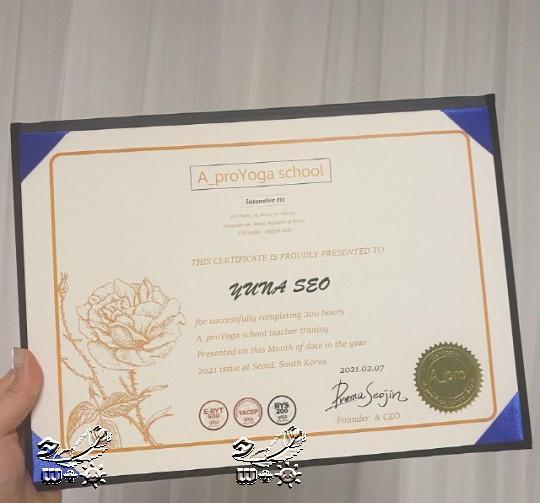 A_proYoga school
intensive ttc
THIS CERTIFICATE IS PROUDLY PRESENTED TO
YUNA SEO
for successfully completing 200 hours
A_proYoga school teacher traning.
Presented on this Month of date in the year
2021 issue at Seoul, South Korea
2021.02.07
E-RYT
500
YACEP
RYS
200
Prema Seojin
Founder & CEO